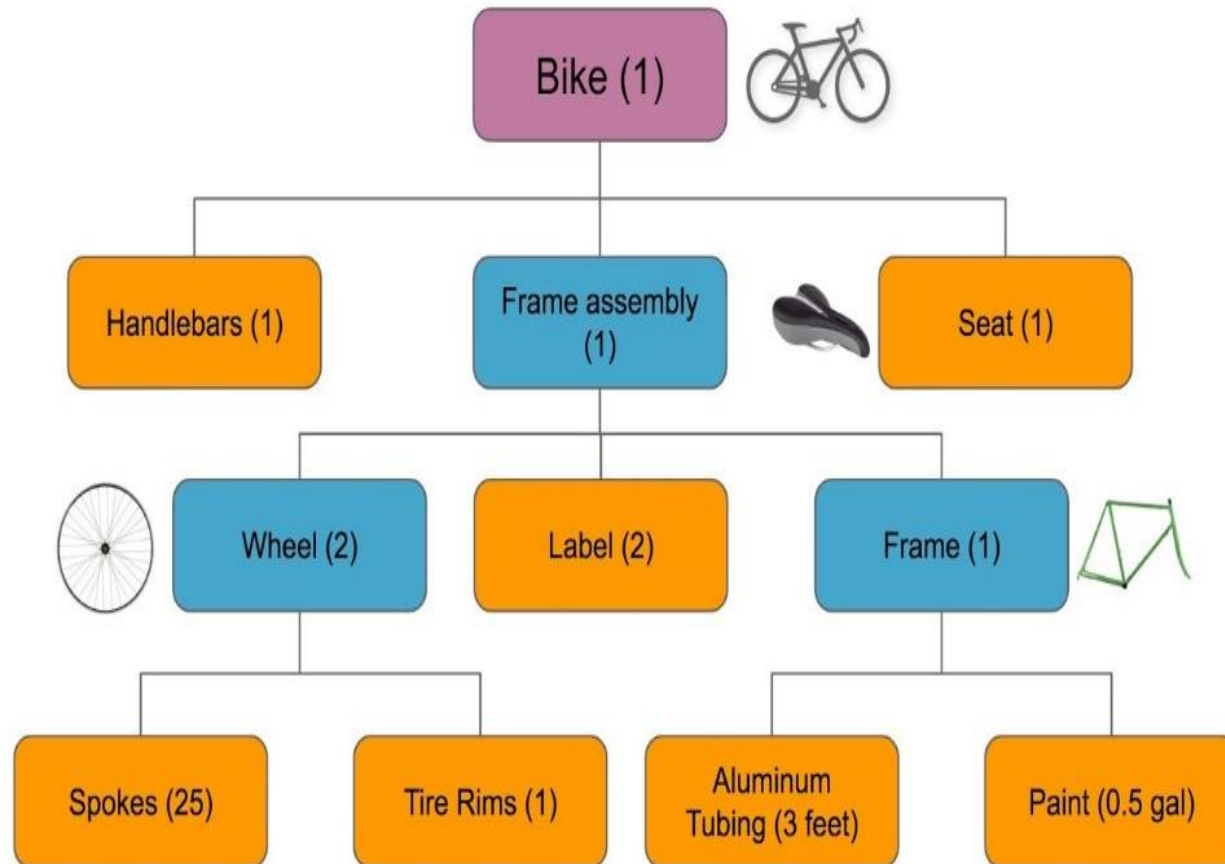 Bike (1)
Handlebars (1)
Frame assembly
(1)
Seat (1)
Wheel (2)
Label (2)
Frame (1)
Spokes (25)
Tire Rims (1)
Aluminum
Tubing (3 feet)
Paint (0.5 gal)